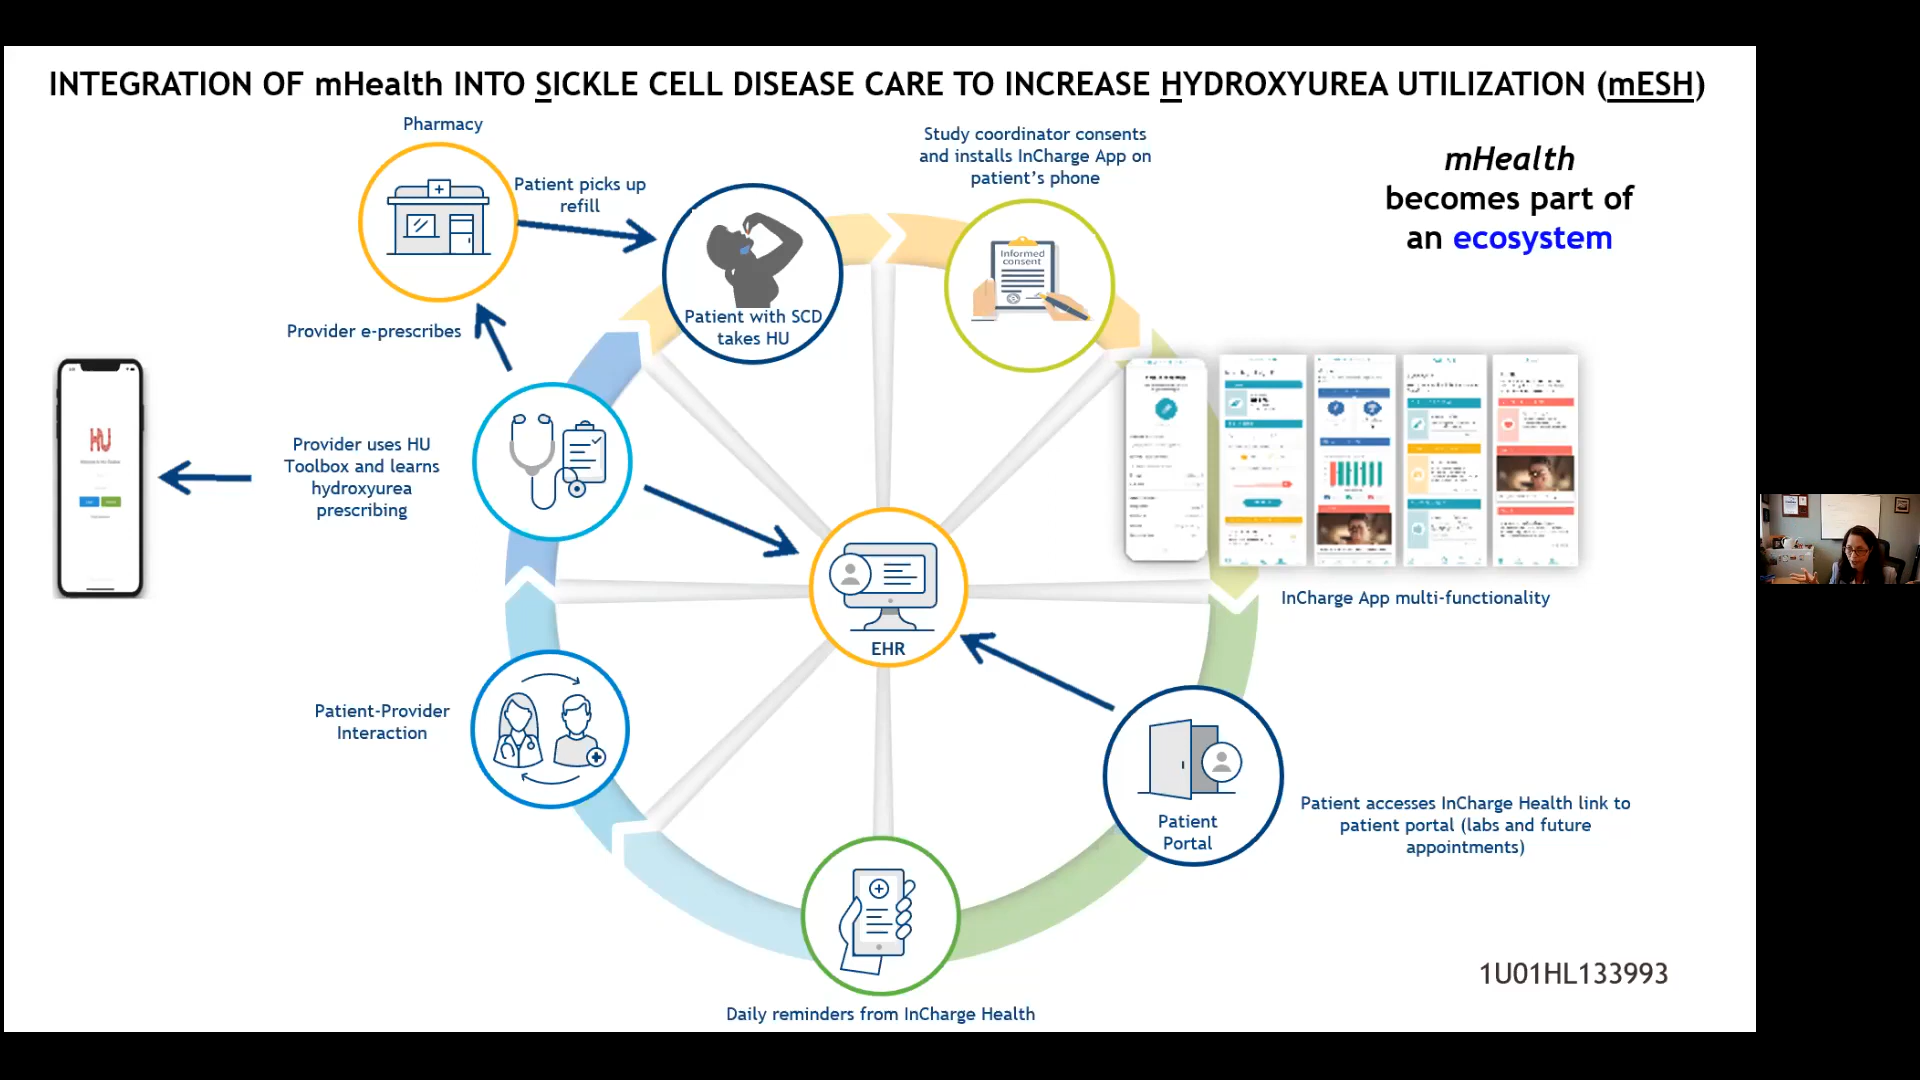 INTEGRATION OF mHealth INTO SICKLE CELL DISEASE CARE TO INCREASE HYDROXYUREA UTILIZATION (mESH)
Pharmacy
Patient picks up
refill
Study coordinator consents
and installs InCharge App on
patient's phone
mHealth
becomes part of
an ecosystem
Informed
consent
Patient with SCD
takes HU
Provider e-prescribes
HU
Provider uses HU
Toolbox and learns
hydroxyurea
prescribing
InCharge App multi-functionality
EHR
Patient-Provider
Interaction
Patient
Portal
Patient accesses InCharge Health link to
patient portal (labs and future
appointments)
1U01HL133993
Daily reminders from InCharge Health